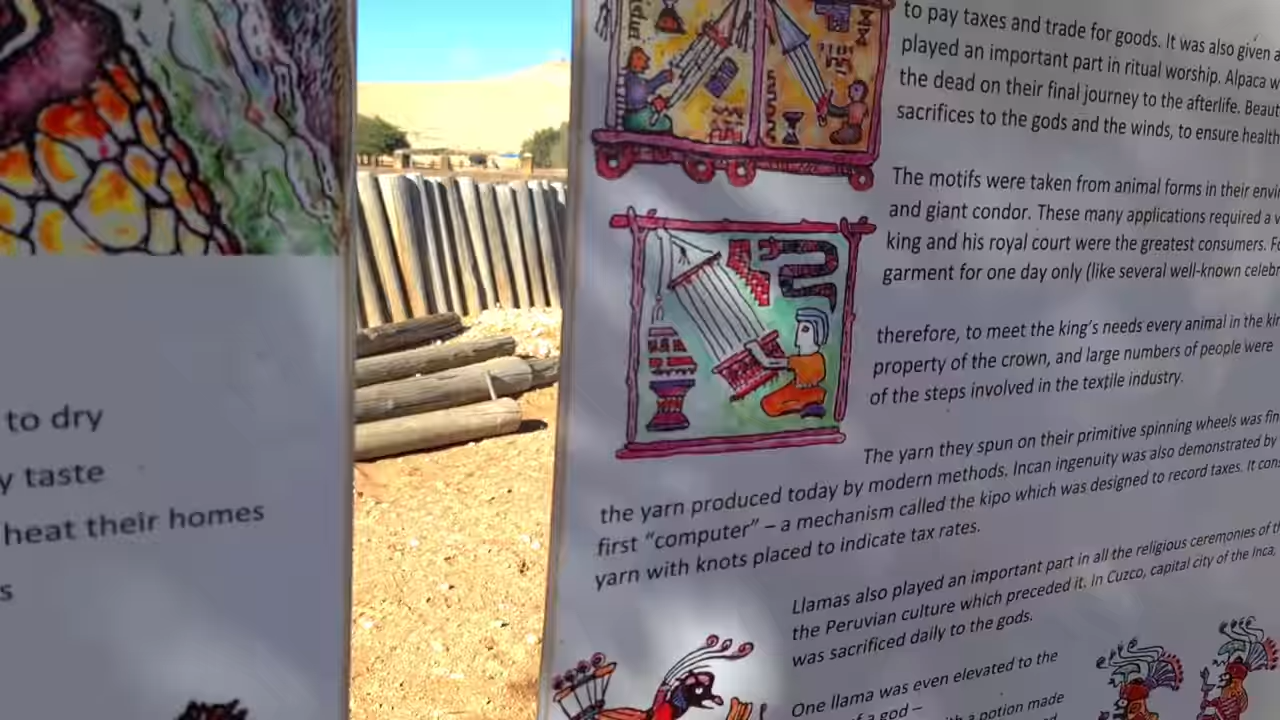 to dry
taste
heat their homes
to pay taxes and trade for goods. It was also given
played an important part in ritual worship. Alpaca
the dead on their final journey to the afterlife.
sacrifices to the gods and the winds, to ensure health
The motifs were taken from animal forms in their
and giant condor. These many applications required a
king and his royal court were the greatest consumers.
garment for one day only (like several well-known
therefore, to meet the king's needs every animal in the
property of the crown, and large numbers of people were
of the steps involved in the textile industry.
The yarn they spun on their primitive spinning wheels was
the yarn produced today by modern methods. Incan ingenuity was also demonstrated by
first "computer" – a mechanism called the kipo which was designed to record taxes. It
yarn with knots placed to indicate tax rates.
Llamas also played an important part in all the religious ceremonies of
the Peruvian culture which preceded it. In Cuzco, capital city of the Inca,
was sacrificed daily to the gods.
One llama was even elevated to the
a god –
a potion made